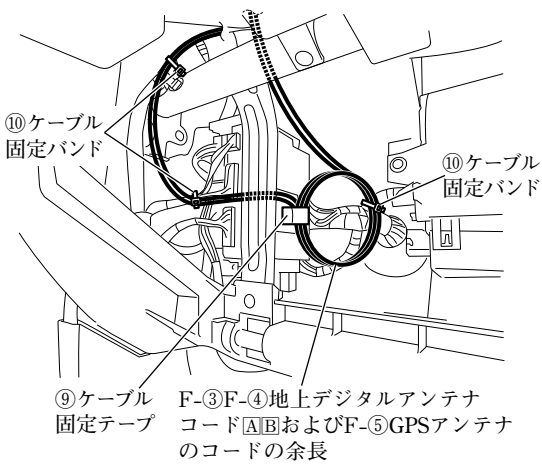 ⑩ケーブル
固定バンド
⑩ケーブル
固定バンド
⑨ケーブル
固定テープ
F-③F-④地上デジタルアンテナ
コード🄰🄱およびF-⑤GPSアンテナ
のコードの余長